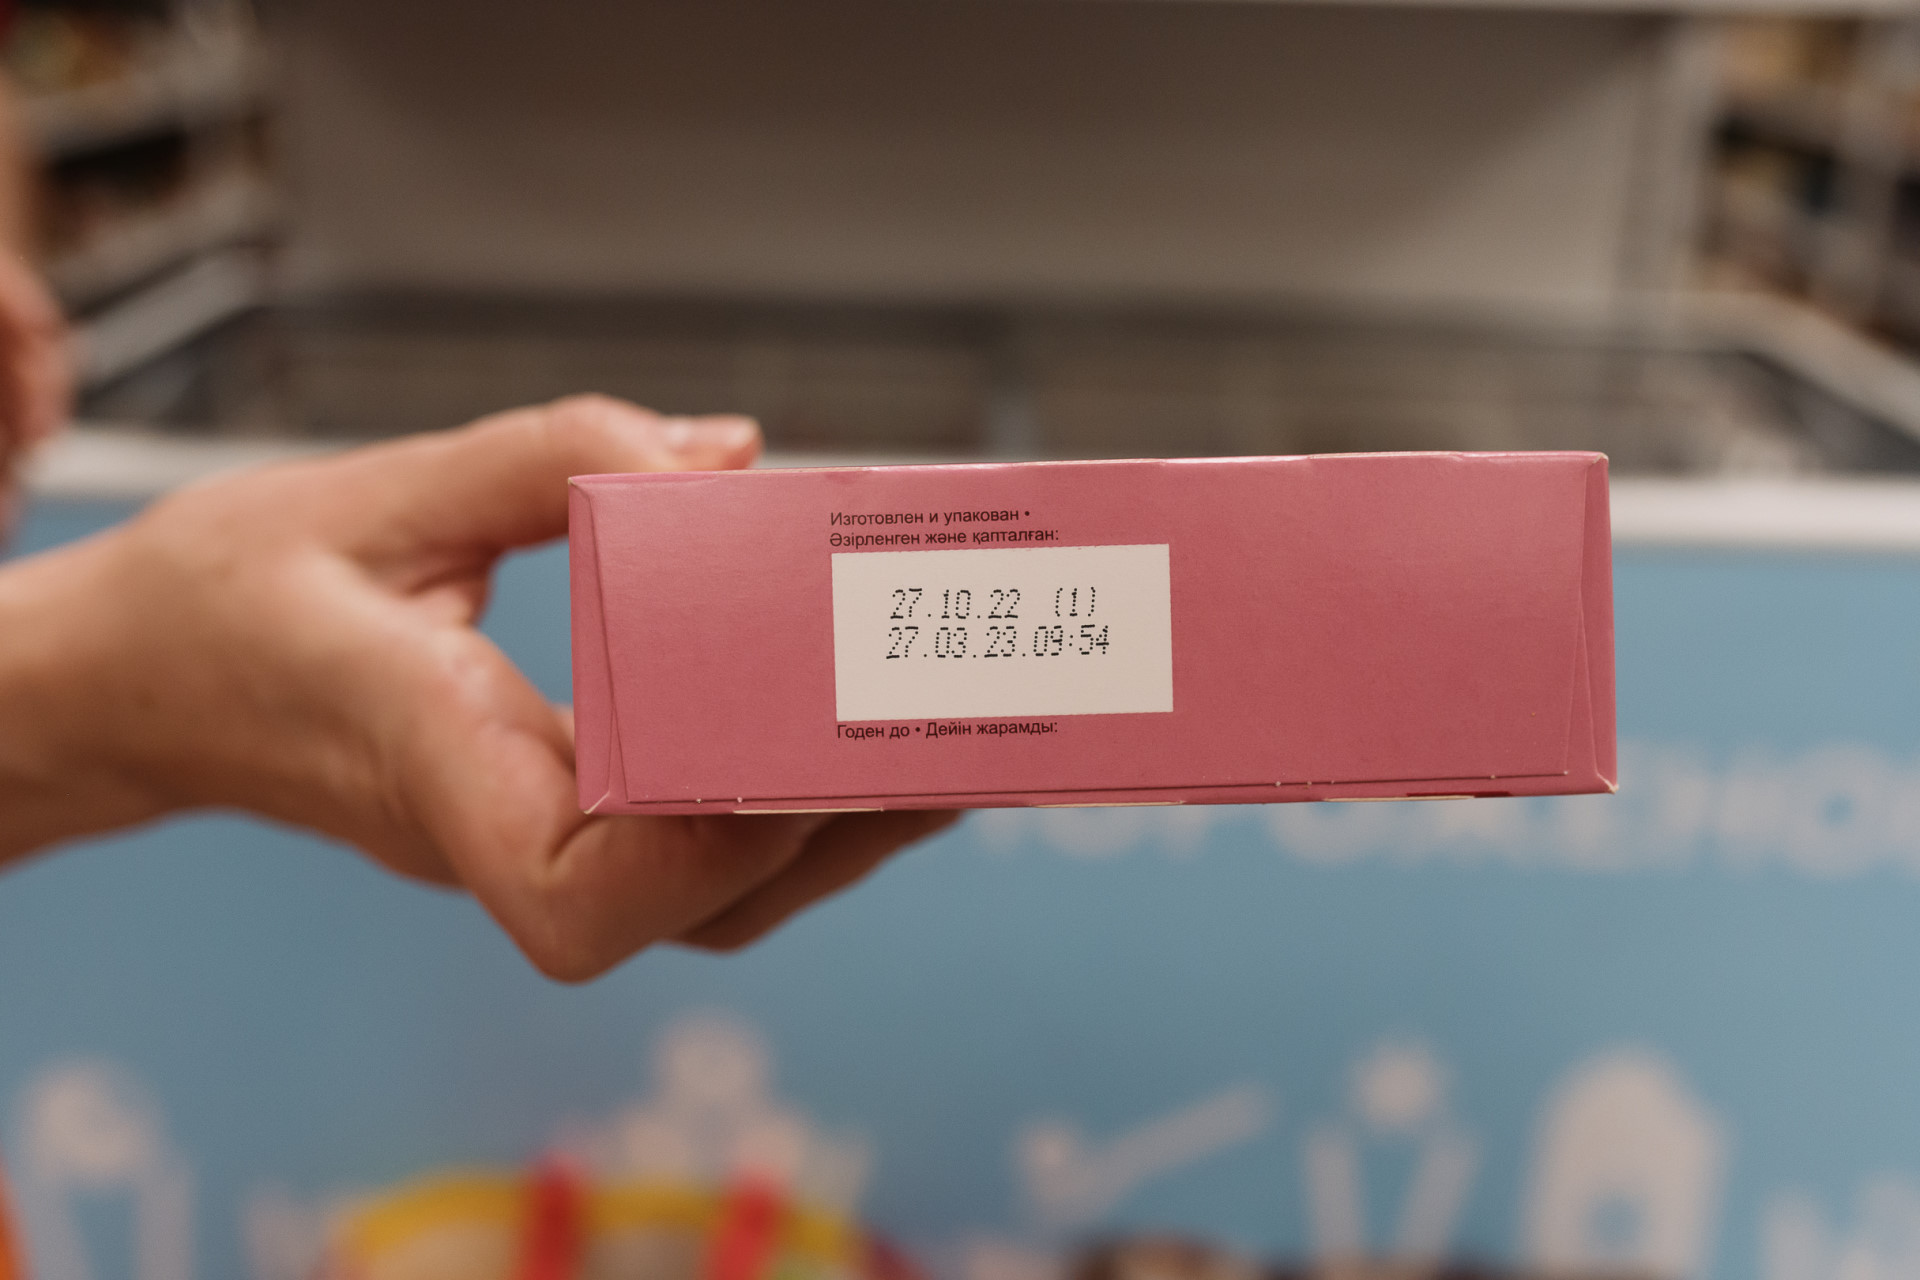 Изготовлен и упакован •
Әзірленген және қапталған:
27.10.22 (1)
27.03.23.09:54
Годен до • Дейін жарамды: